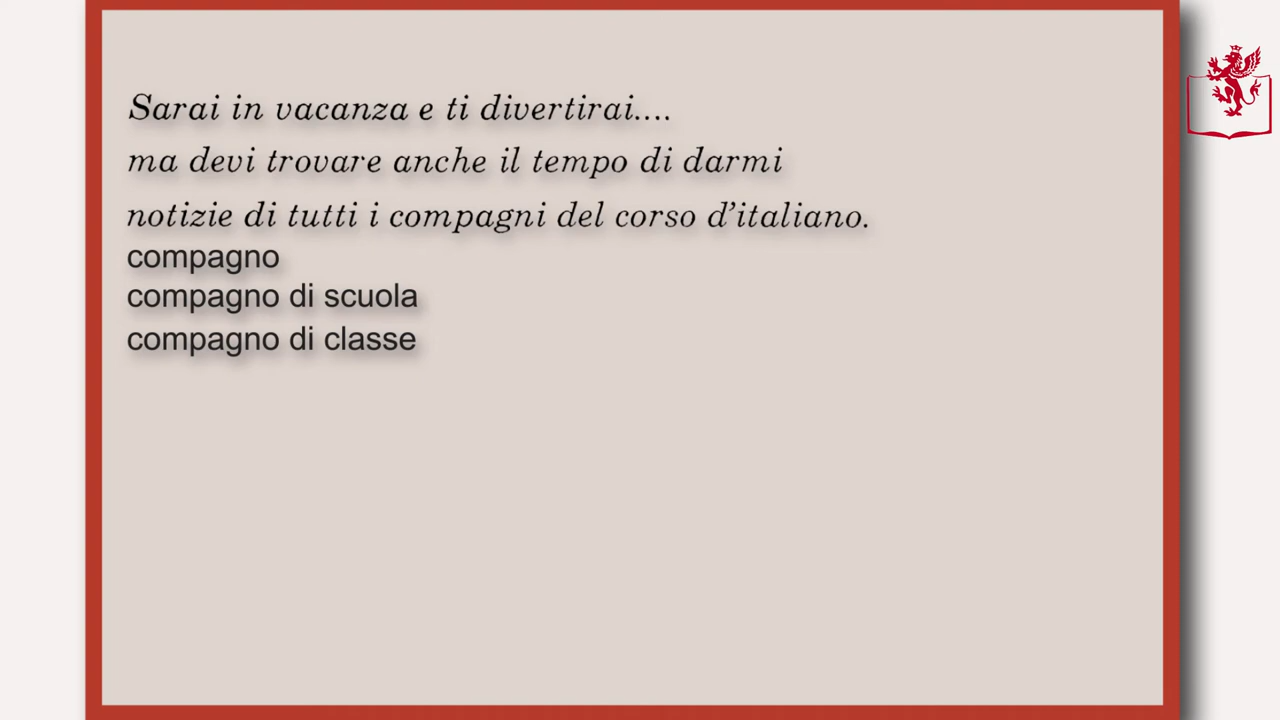 Sarai in vacanza e ti divertirai....
ma devi trovare anche il tempo di darmi
notizie di tutti i compagni del corso d’italiano.
compagno
compagno di scuola
compagno di classe